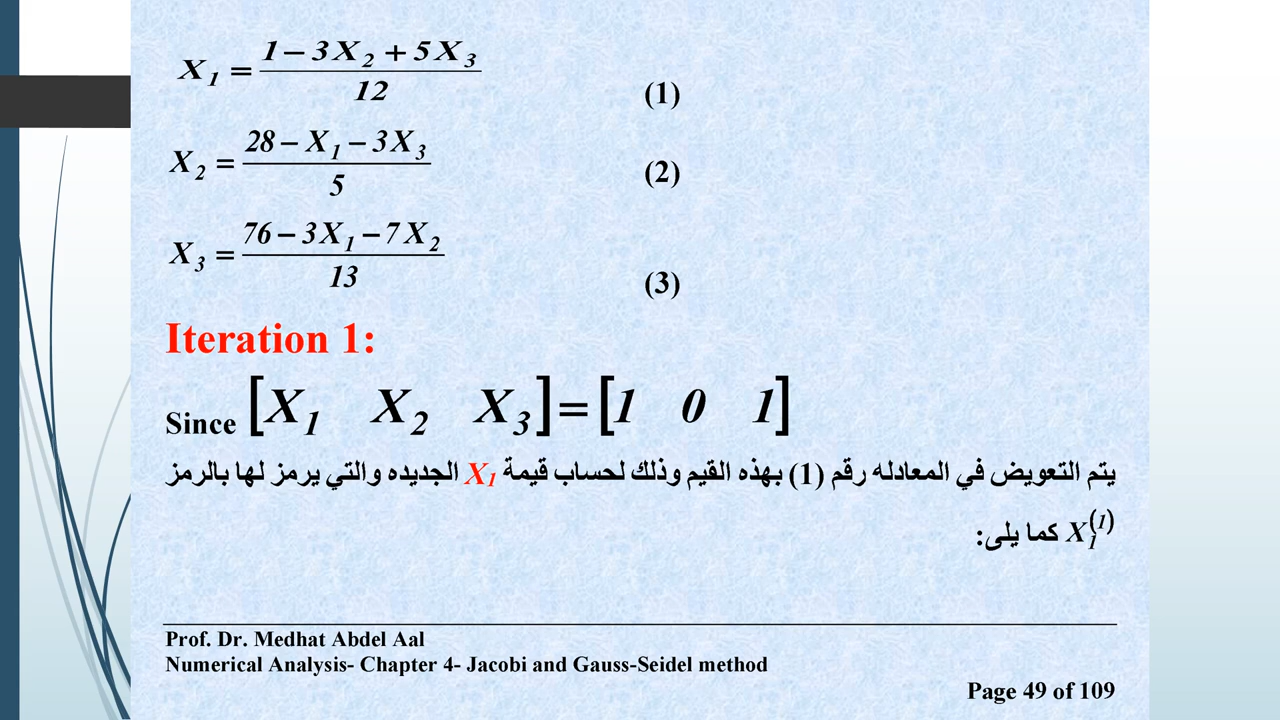 X₁ = (1 − 3X₂ + 5X₃) / 12 (1)
X₂ = (28 − X₁ − 3X₃) / 5 (2)
X₃ = (76 − 3X₁ − 7X₂) / 13 (3)
Iteration 1:
Since [X₁ X₂ X₃] = [1 0 1]
يتم التعويض في المعادله رقم (1) بهذه القيم وذلك لحساب قيمة X₁ الجديده والتي يرمز لها بالرمز
X₁⁽¹⁾ كما يلى:
Prof. Dr. Medhat Abdel Aal
Numerical Analysis- Chapter 4- Jacobi and Gauss-Seidel method
Page 49 of 109